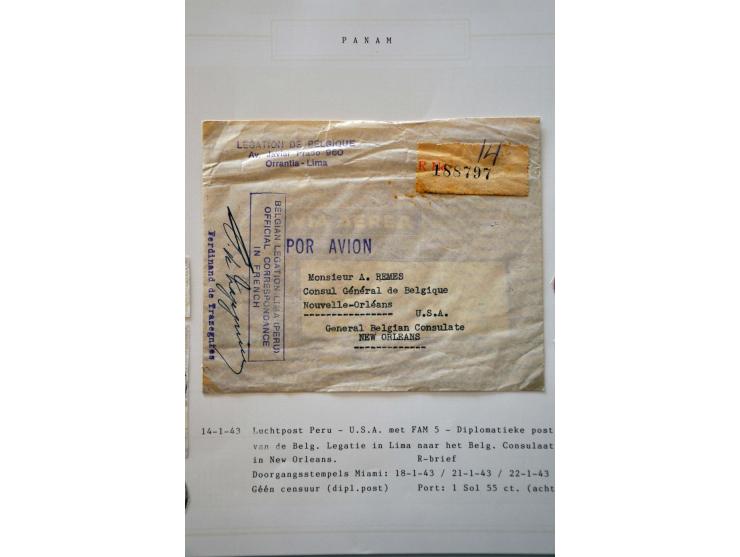 PANAM
LEGATION DE BELGIQUE
Av. Javier Prado 960
Orrantia - Lima
14
188797
POR AVION
BELGIAN LEGATION LIMA (PERU)
OFFICIAL CORRESPONDANCE
IN FRENCH
Ferdinand de Trazegnies
Monsieur A. REMES
Consul Général de Belgique
Nouvelle-Orléans
U.S.A.
General Belgian Consulate
NEW ORLEANS
14-1-43 Luchtpost Peru - U.S.A. met FAM 5 - Diplomatieke post
van de Belg. Legatie in Lima naar het Belg. Consulaat
in New Orleans. R-brief
Doorgangsstempels Miami: 18-1-43 / 21-1-43 / 22-1-43
Géén censuur (dipl.post) Port: 1 Sol 55 ct. (acht